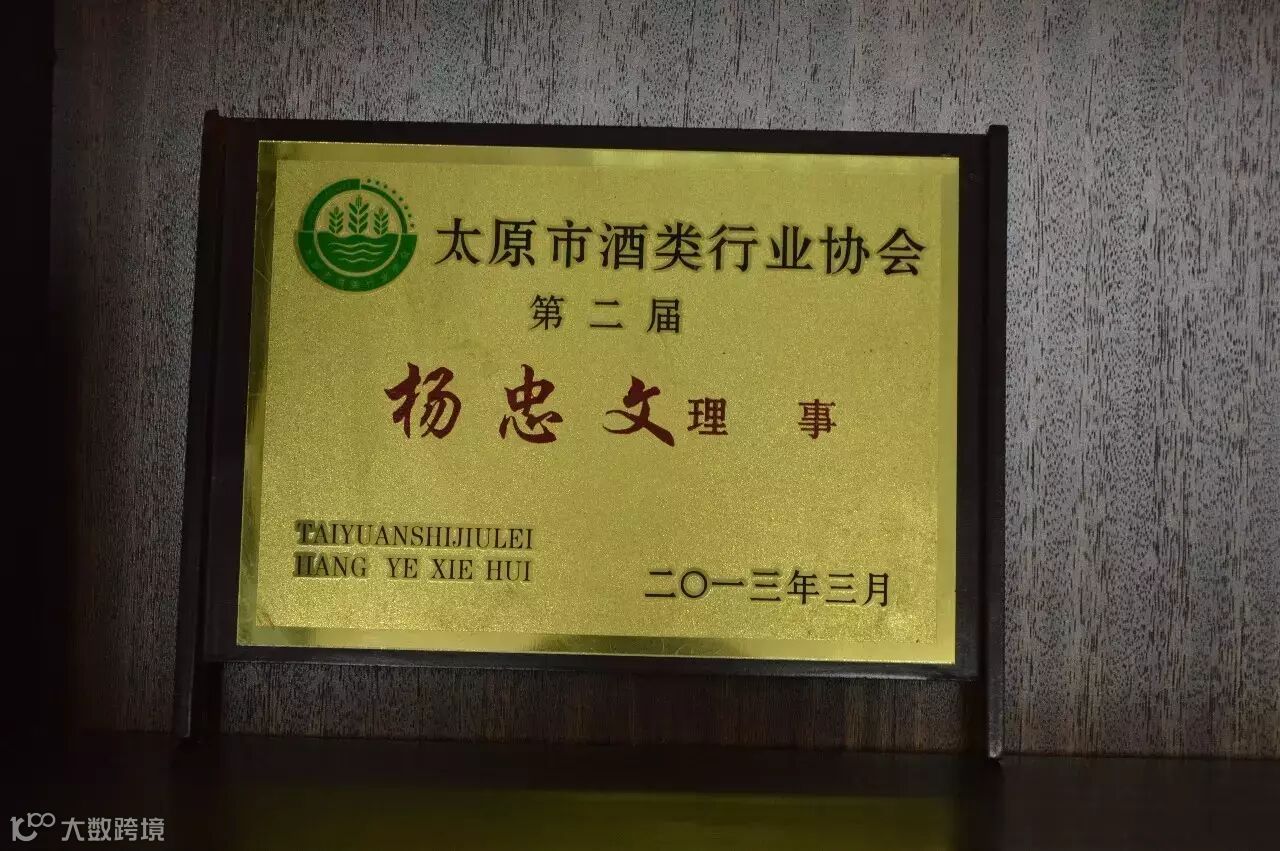 太原市酒类行业协会
第二届
杨忠文理 事
TAIYUANSHIJIULEI
HANG YE XIE HUI
二〇一三年三月
大数跨境